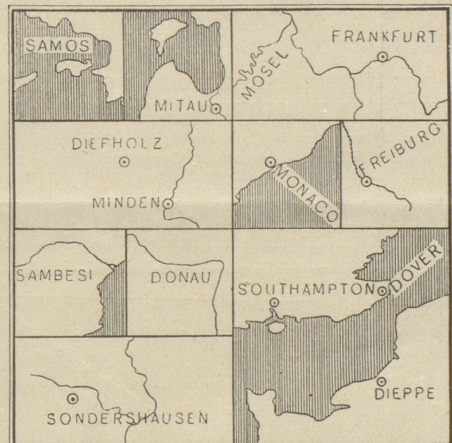 SAMOS
MITAU
MOSEL
FRANKFURT
DIEFHOLZ
MINDEN
MONACO
FREIBURG
SAMBESI
DONAU
SOUTHAMPTON
DOVER
DIEPPE
SONDERSHAUSEN